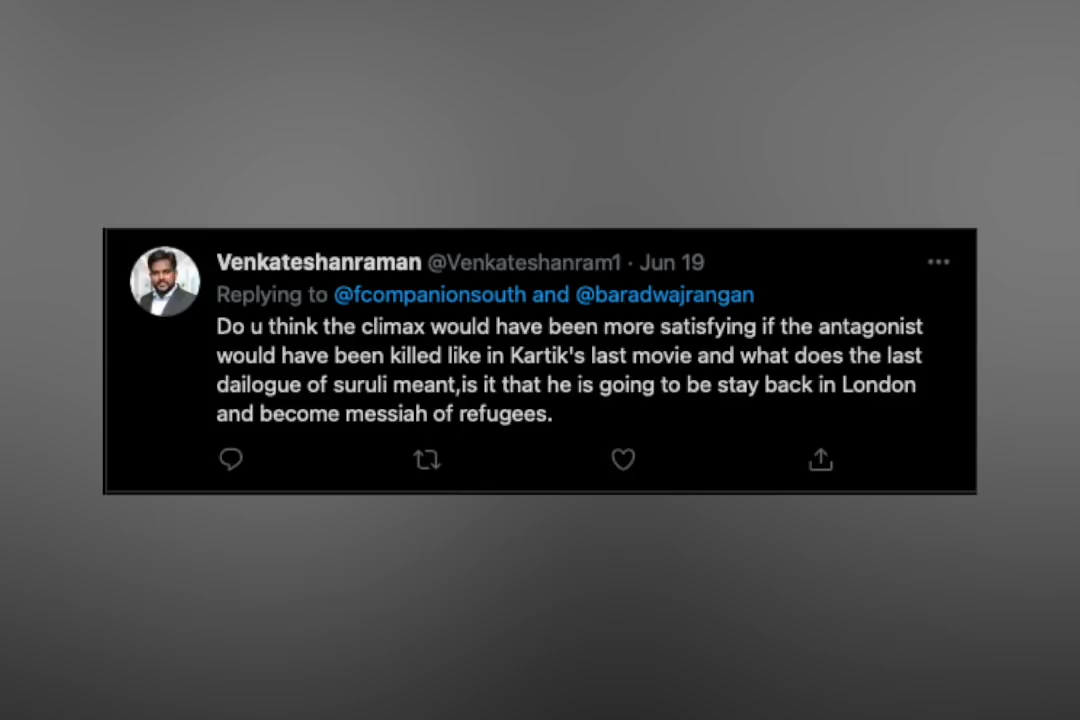 Venkateshanraman @Venkateshanram1 · Jun 19
Replying to @fcompanionsouth and @baradwajrangan
Do u think the climax would have been more satisfying if the antagonist
would have been killed like in Kartik's last movie and what does the last
dailogue of suruli meant,is it that he is going to be stay back in London
and become messiah of refugees.